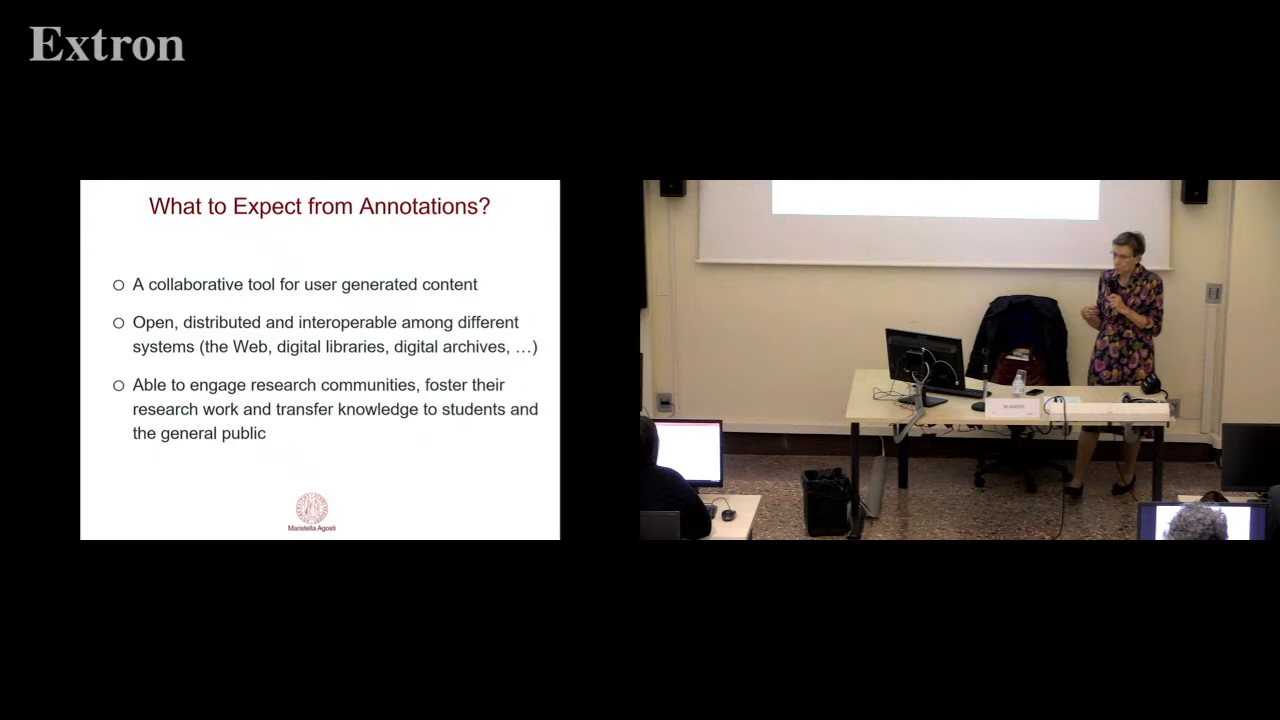 Extron
What to Expect from Annotations?
A collaborative tool for user generated content
Open, distributed and interoperable among different
systems (the Web, digital libraries, digital archives, …)
Able to engage research communities, foster their
research work and transfer knowledge to students and
the general public
Maristella Agosti